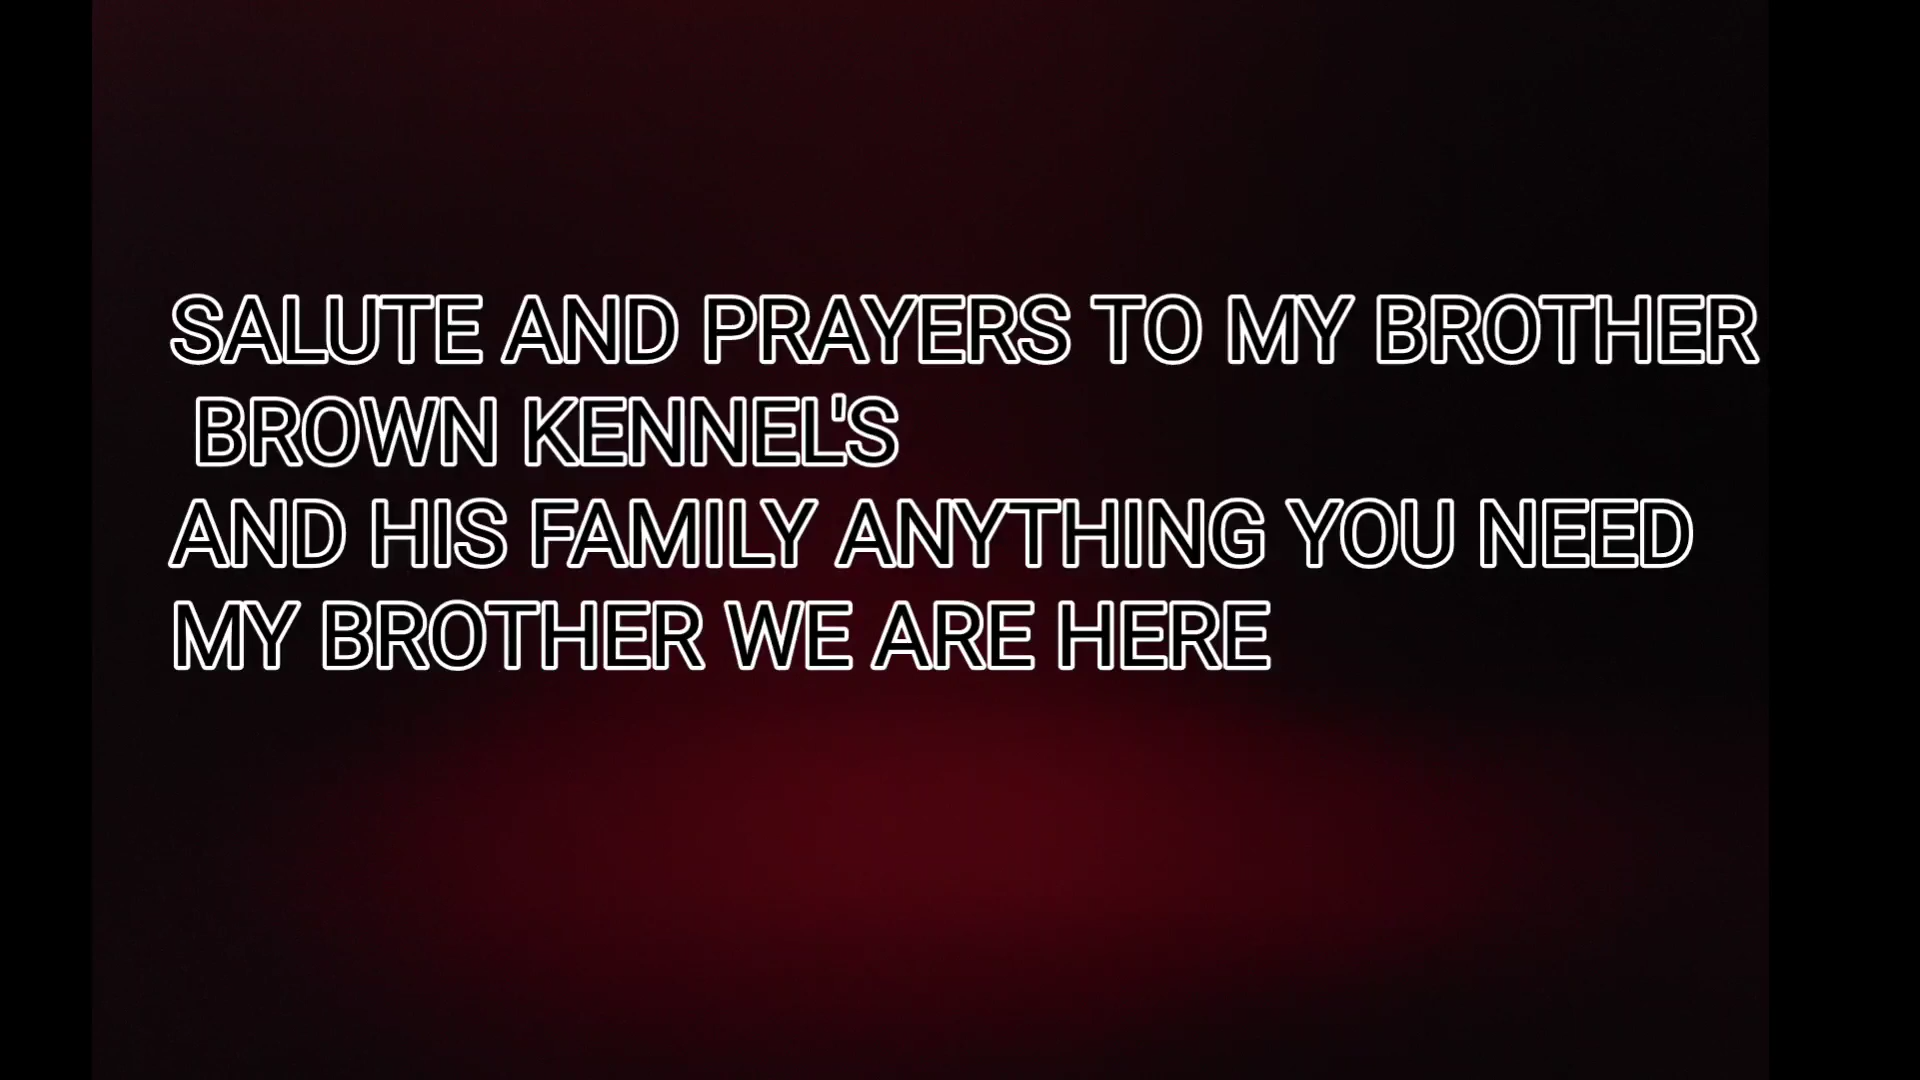 SALUTE AND PRAYERS TO MY BROTHER
BROWN KENNEL'S
AND HIS FAMILY ANYTHING YOU NEED
MY BROTHER WE ARE HERE